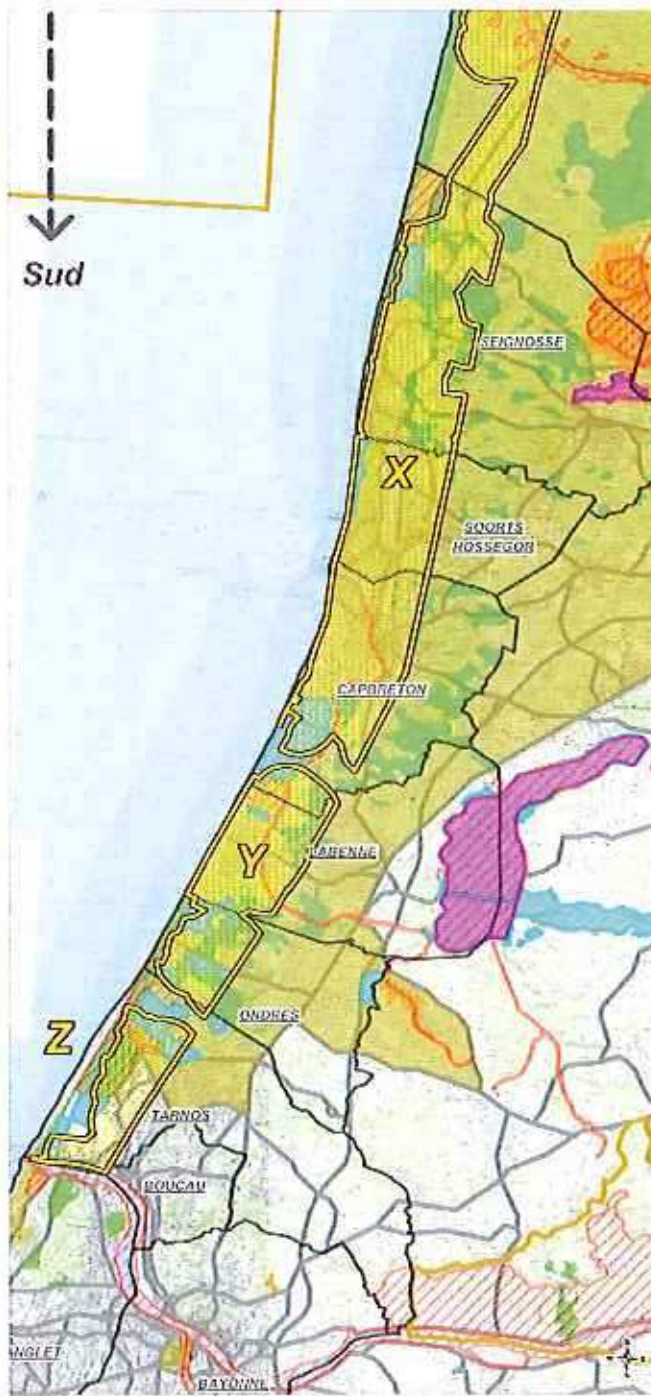 Sud
SEIGNOSSE
X
SOORTS
HOSSEGOR
CAPBRETON
Y
LABENNE
ONDRES
Z
TARNOS
BOUCAU
ANGLET
BAYONNE